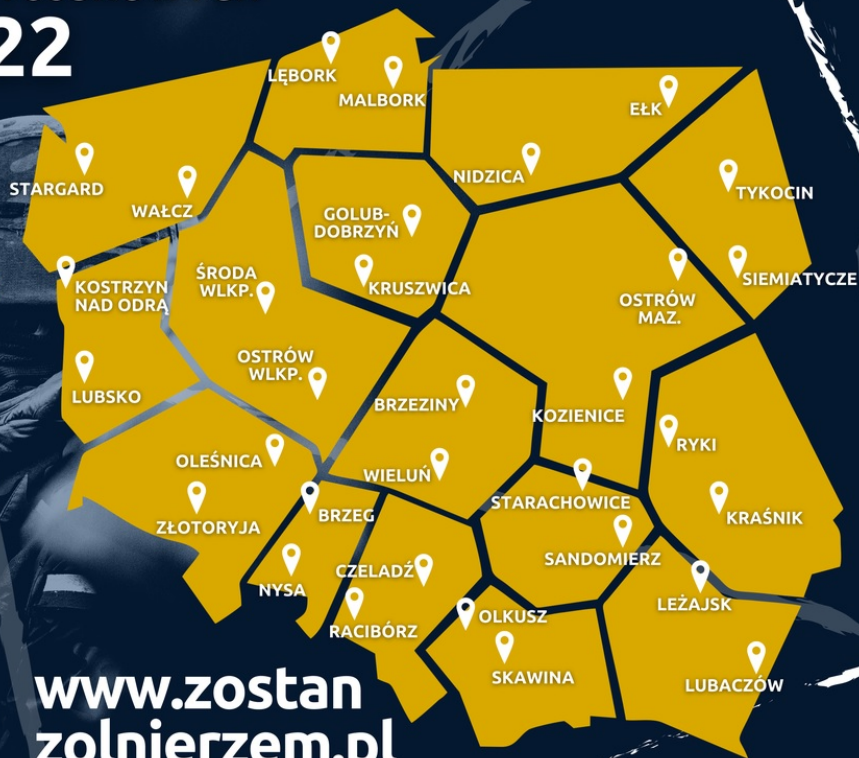 22
LĘBORK
MALBORK
EŁK
STARGARD
WAŁCZ
NIDZICA
TYKOCIN
GOLUB-
DOBRZYŃ
KRUSZWICA
KOSTRZYN
NAD ODRĄ
ŚRODA
WLKP.
OSTRÓW
MAZ.
SIEMIATYCZE
LUBSKO
OSTRÓW
WLKP.
BRZEZINY
KOZIENICE
OLEŚNICA
WIELUŃ
RYKI
ZŁOTORYJA
BRZEG
STARACHOWICE
KRAŚNIK
NYSA
CZELADŹ
SANDOMIERZ
RACIBÓRZ
OLKUSZ
LEŻAJSK
SKAWINA
LUBACZÓW
www.zostan
zolnierzem.pl